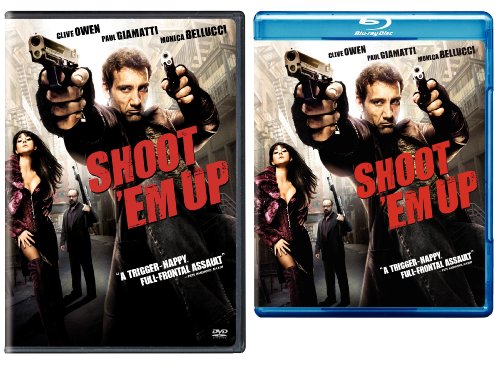 CLIVE OWEN PAUL GIAMATTI MONICA BELLUCCI
SHOOT
'EM UP
"A TRIGGER-HAPPY,
FULL-FRONTAL ASSAULT"
DVD
Blu-ray Disc
CLIVE OWEN PAUL GIAMATTI MONICA BELLUCCI
SHOOT
'EM UP
"A TRIGGER-HAPPY,
FULL-FRONTAL ASSAULT"